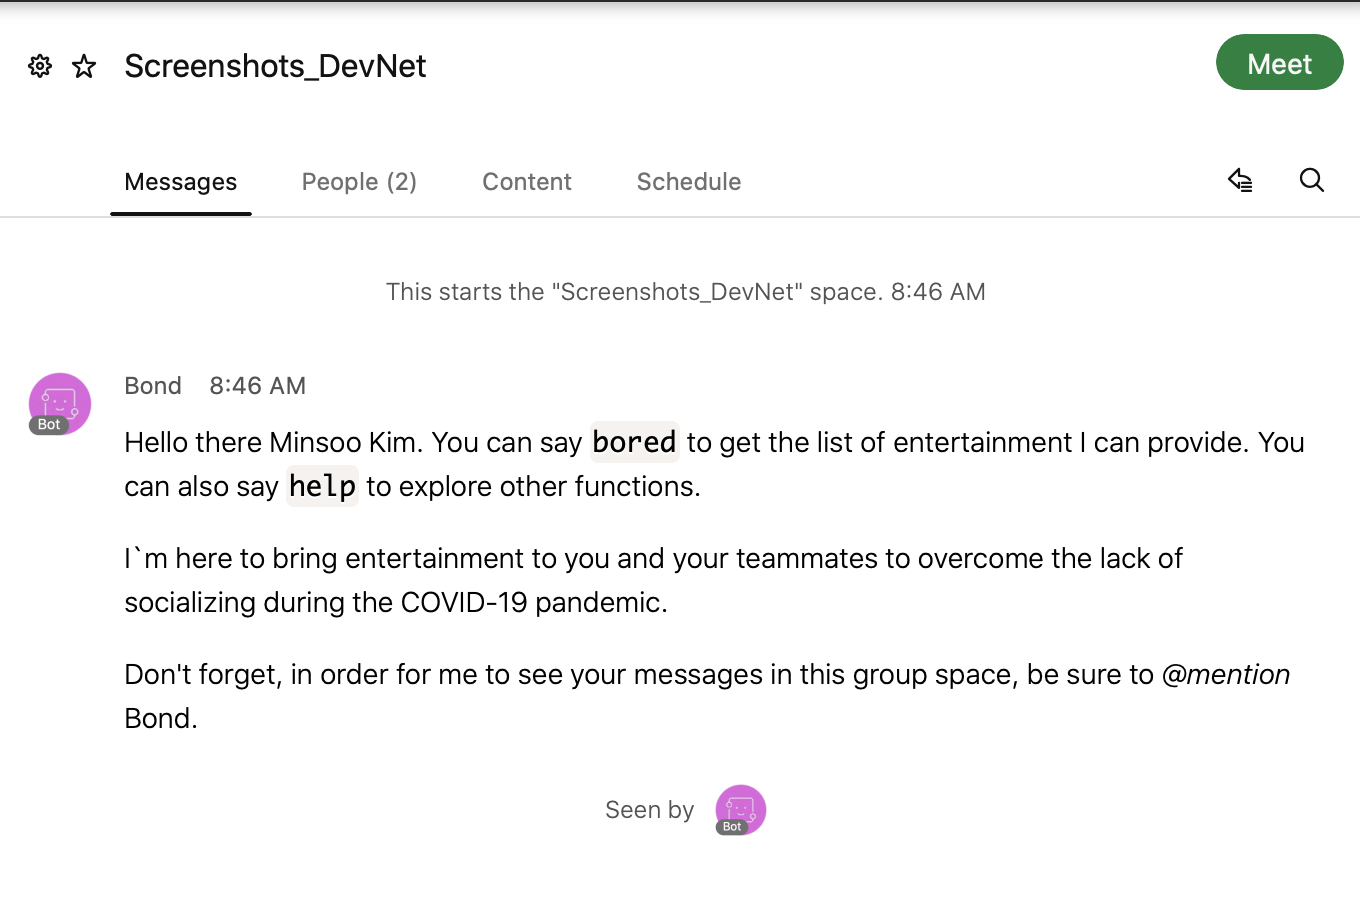 Screenshots_DevNet
Meet
Messages
People (2)
Content
Schedule
This starts the "Screenshots_DevNet" space. 8:46 AM
Bond 8:46 AM
Bot
Hello there Minsoo Kim. You can say bored to get the list of entertainment I can provide. You
can also say help to explore other functions.
I`m here to bring entertainment to you and your teammates to overcome the lack of
socializing during the COVID-19 pandemic.
Don't forget, in order for me to see your messages in this group space, be sure to @mention
Bond.
Seen by
Bot